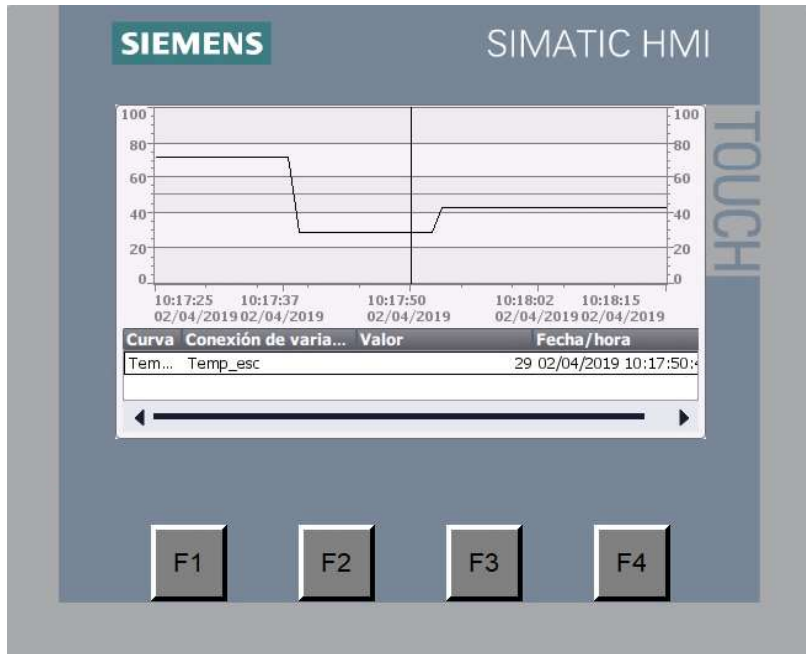 SIEMENS SIMATIC HMI
TOUCH
100 100
80 80
60 60
40 40
20 20
0 0
10:17:25 10:17:37 10:17:50 10:18:02 10:18:15
02/04/2019 02/04/2019 02/04/2019 02/04/2019 02/04/2019
Curva Conexión de varia... Valor Fecha/hora
Tem... Temp_esc 29 02/04/2019 10:17:50:4
F1 F2 F3 F4